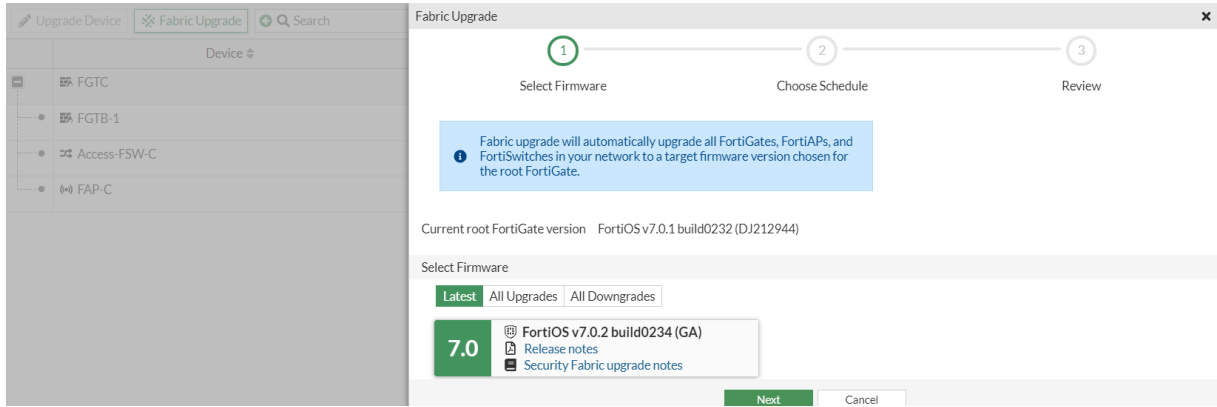 Upgrade Device Fabric Upgrade Search
Device
FGTC
FGTB-1
Access-FSW-C
FAP-C
Fabric Upgrade
1 2 3
Select Firmware Choose Schedule Review
Fabric upgrade will automatically upgrade all FortiGates, FortiAPs, and
FortiSwitches in your network to a target firmware version chosen for
the root FortiGate.
Current root FortiGate version FortiOS v7.0.1 build0232 (DJ212944)
Select Firmware
Latest All Upgrades All Downgrades
7.0
FortiOS v7.0.2 build0234 (GA)
Release notes
Security Fabric upgrade notes
Next Cancel